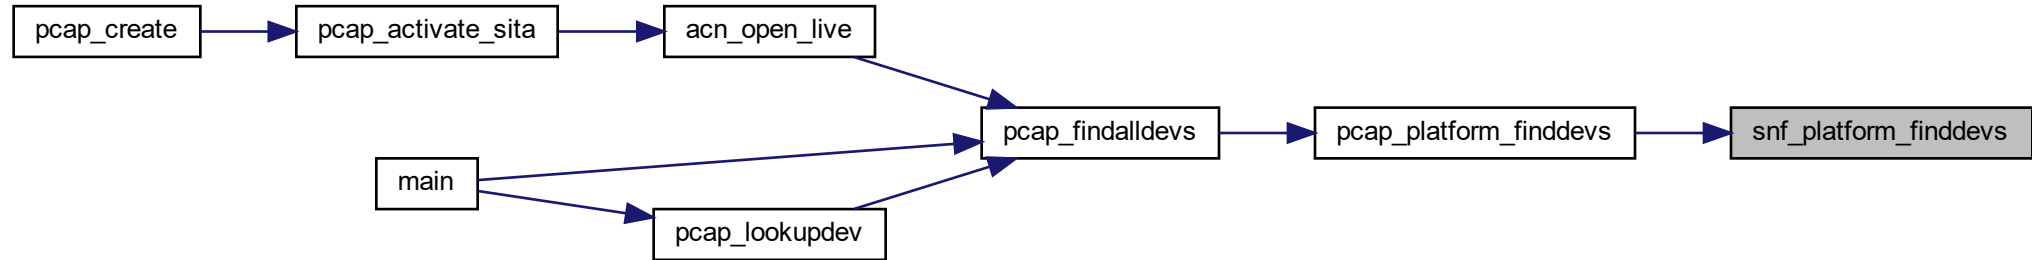 pcap_create
pcap_activate_sita
acn_open_live
pcap_findalldevs
pcap_platform_finddevs
snf_platform_finddevs
main
pcap_lookupdev